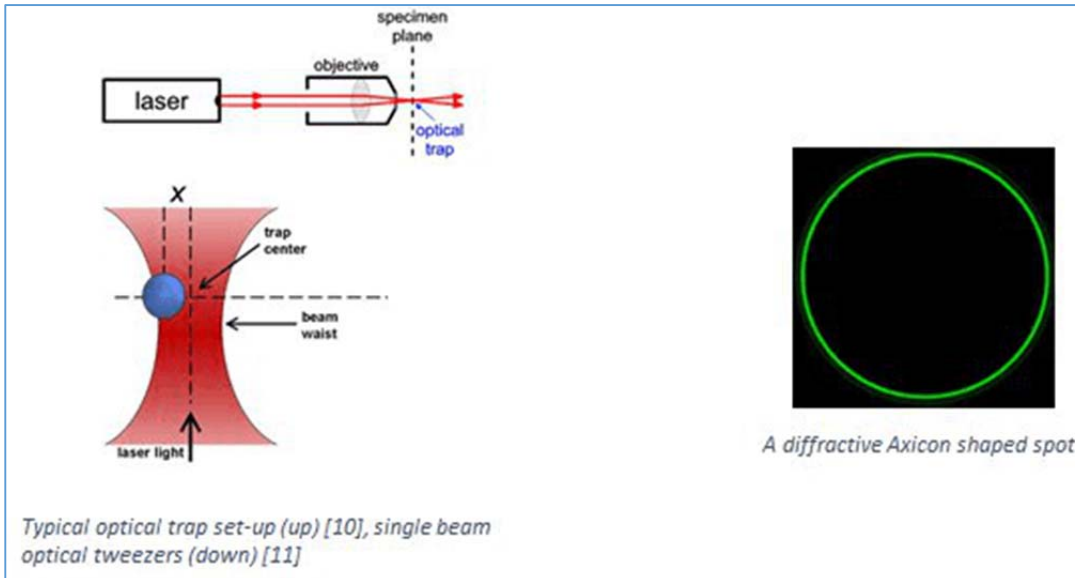 specimen
plane
objective
laser
optical
trap
X
trap
center
beam
waist
laser light
Typical optical trap set-up (up) [10], single beam
optical tweezers (down) [11]
A diffractive Axicon shaped spot